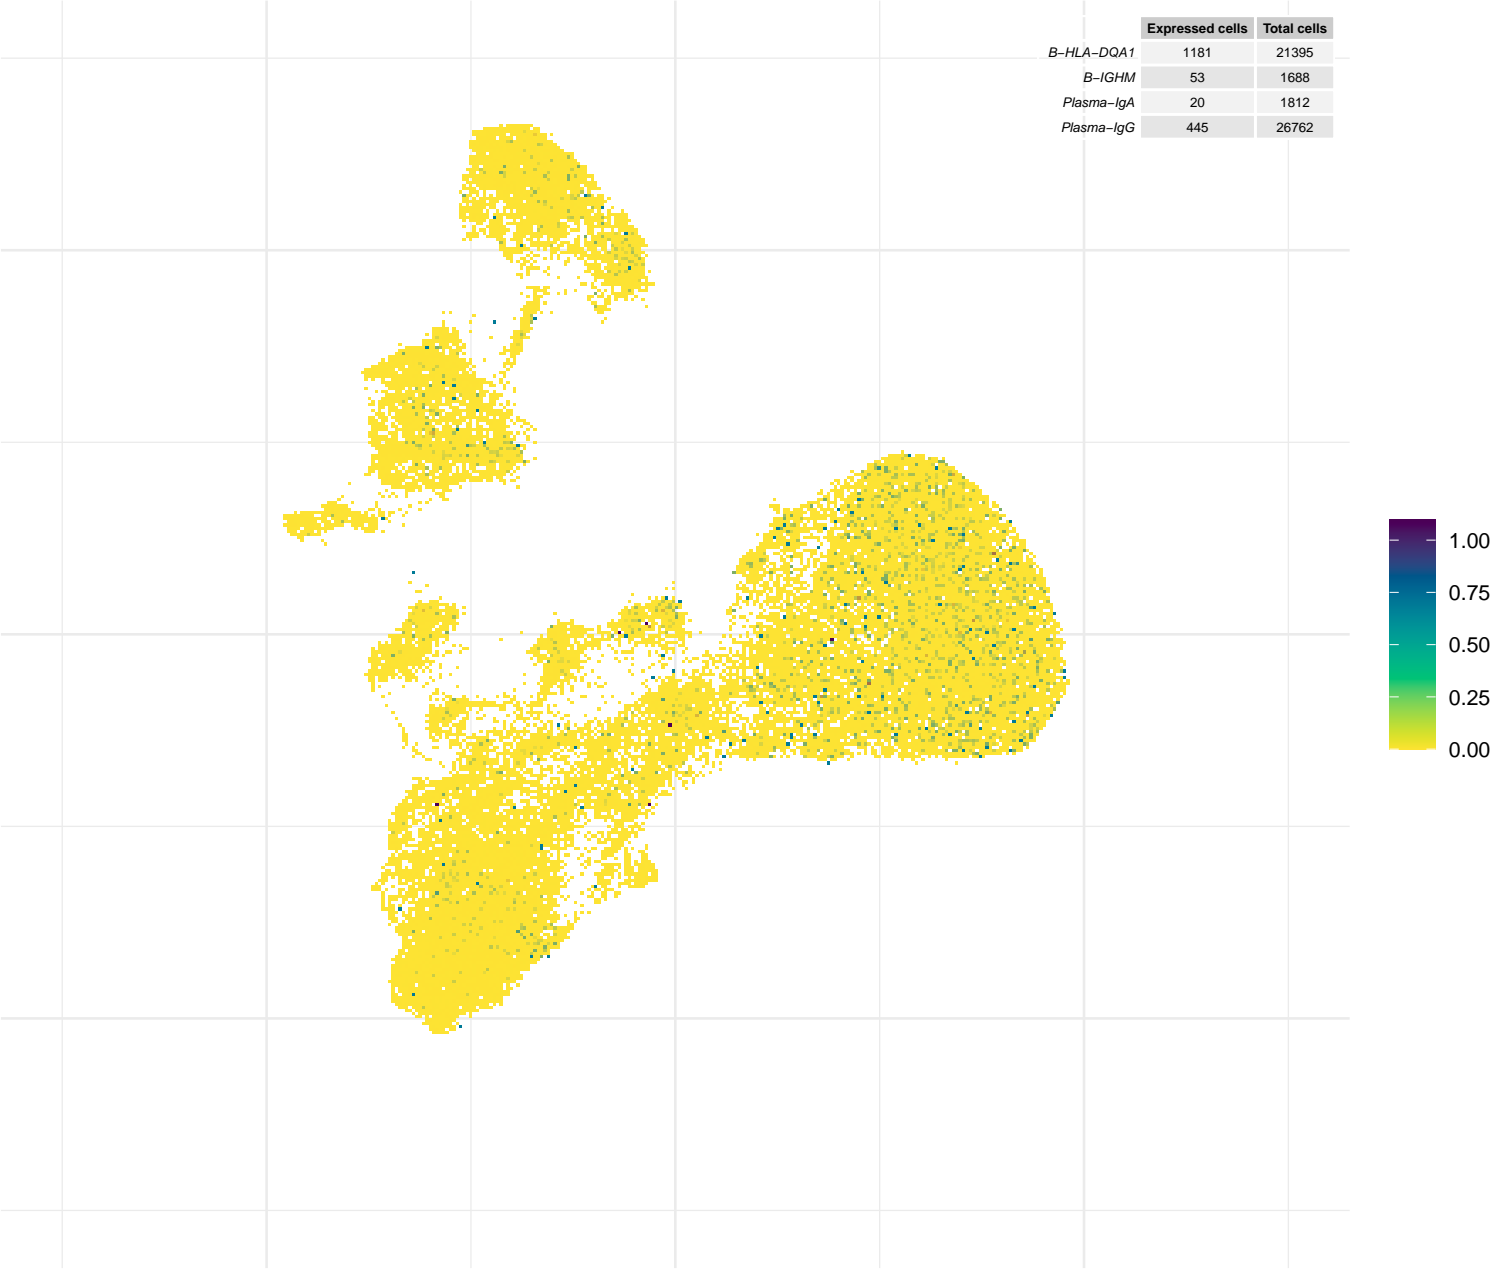 Expressed cells Total cells
B−HLA−DQA1 1181 21395
B−IGHM 53 1688
Plasma−IgA 20 1812
Plasma−IgG 445 26762
1.00
0.75
0.50
0.25
0.00